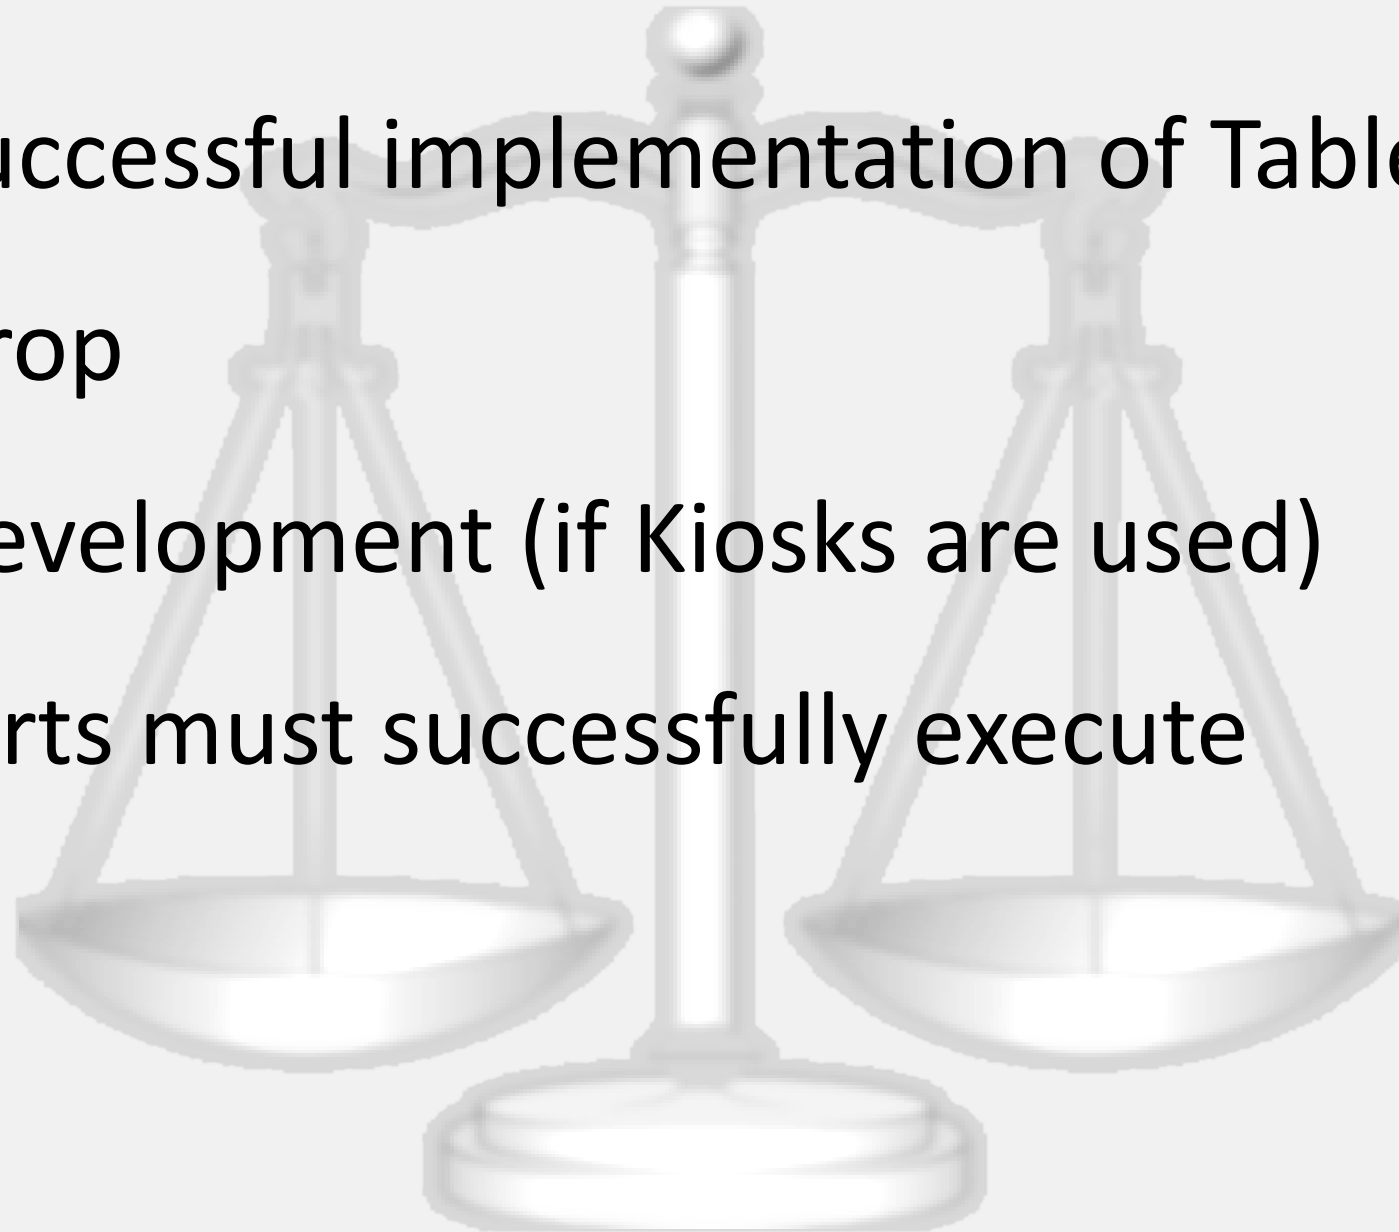 uccessful implementation of Table
rop
evelopment (if Kiosks are used)
rts must successfully execute